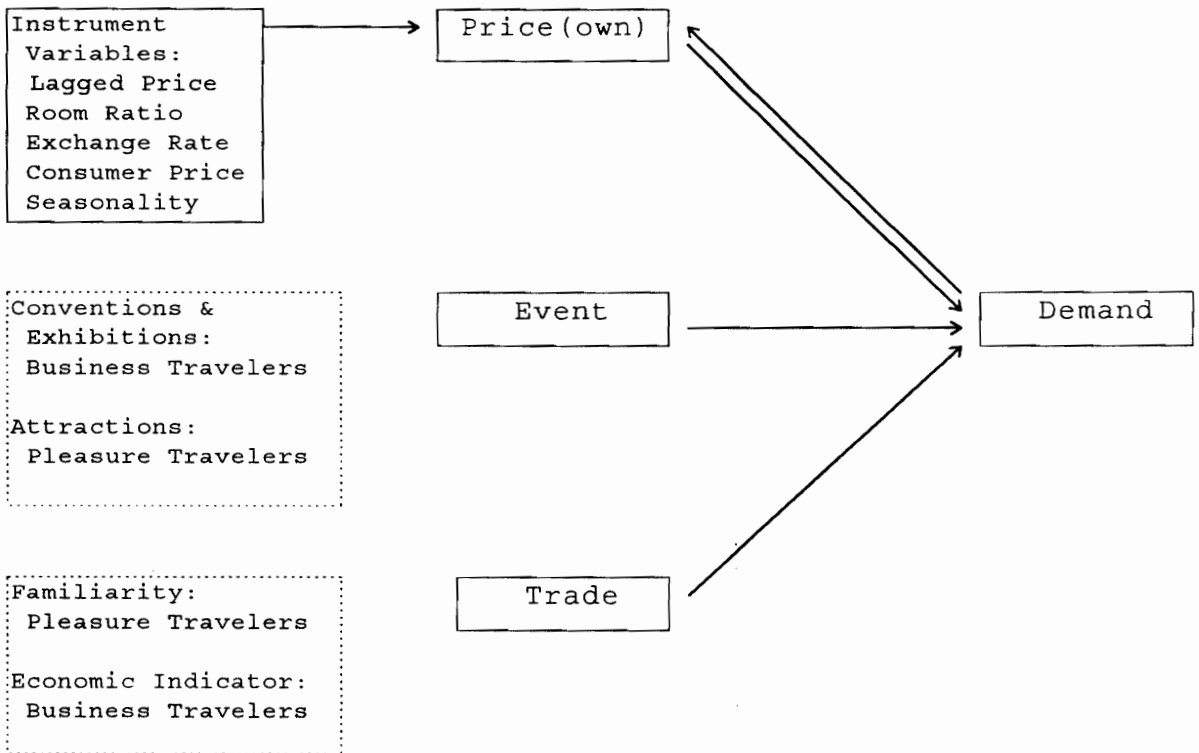 Instrument
Variables:
Lagged Price
Room Ratio
Exchange Rate
Consumer Price
Seasonality
Price(own)
Conventions &
Exhibitions:
Business Travelers
Attractions:
Pleasure Travelers
Event
Demand
Familiarity:
Pleasure Travelers
Economic Indicator:
Business Travelers
Trade